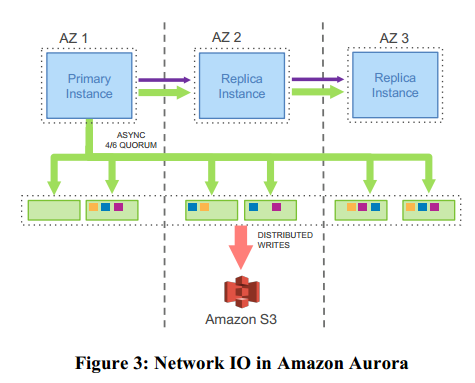 AZ 1
AZ 2
AZ 3
Primary
Instance
Replica
Instance
Replica
Instance
ASYNC
4/6 QUORUM
DISTRIBUTED
WRITES
Amazon S3
Figure 3: Network IO in Amazon Aurora